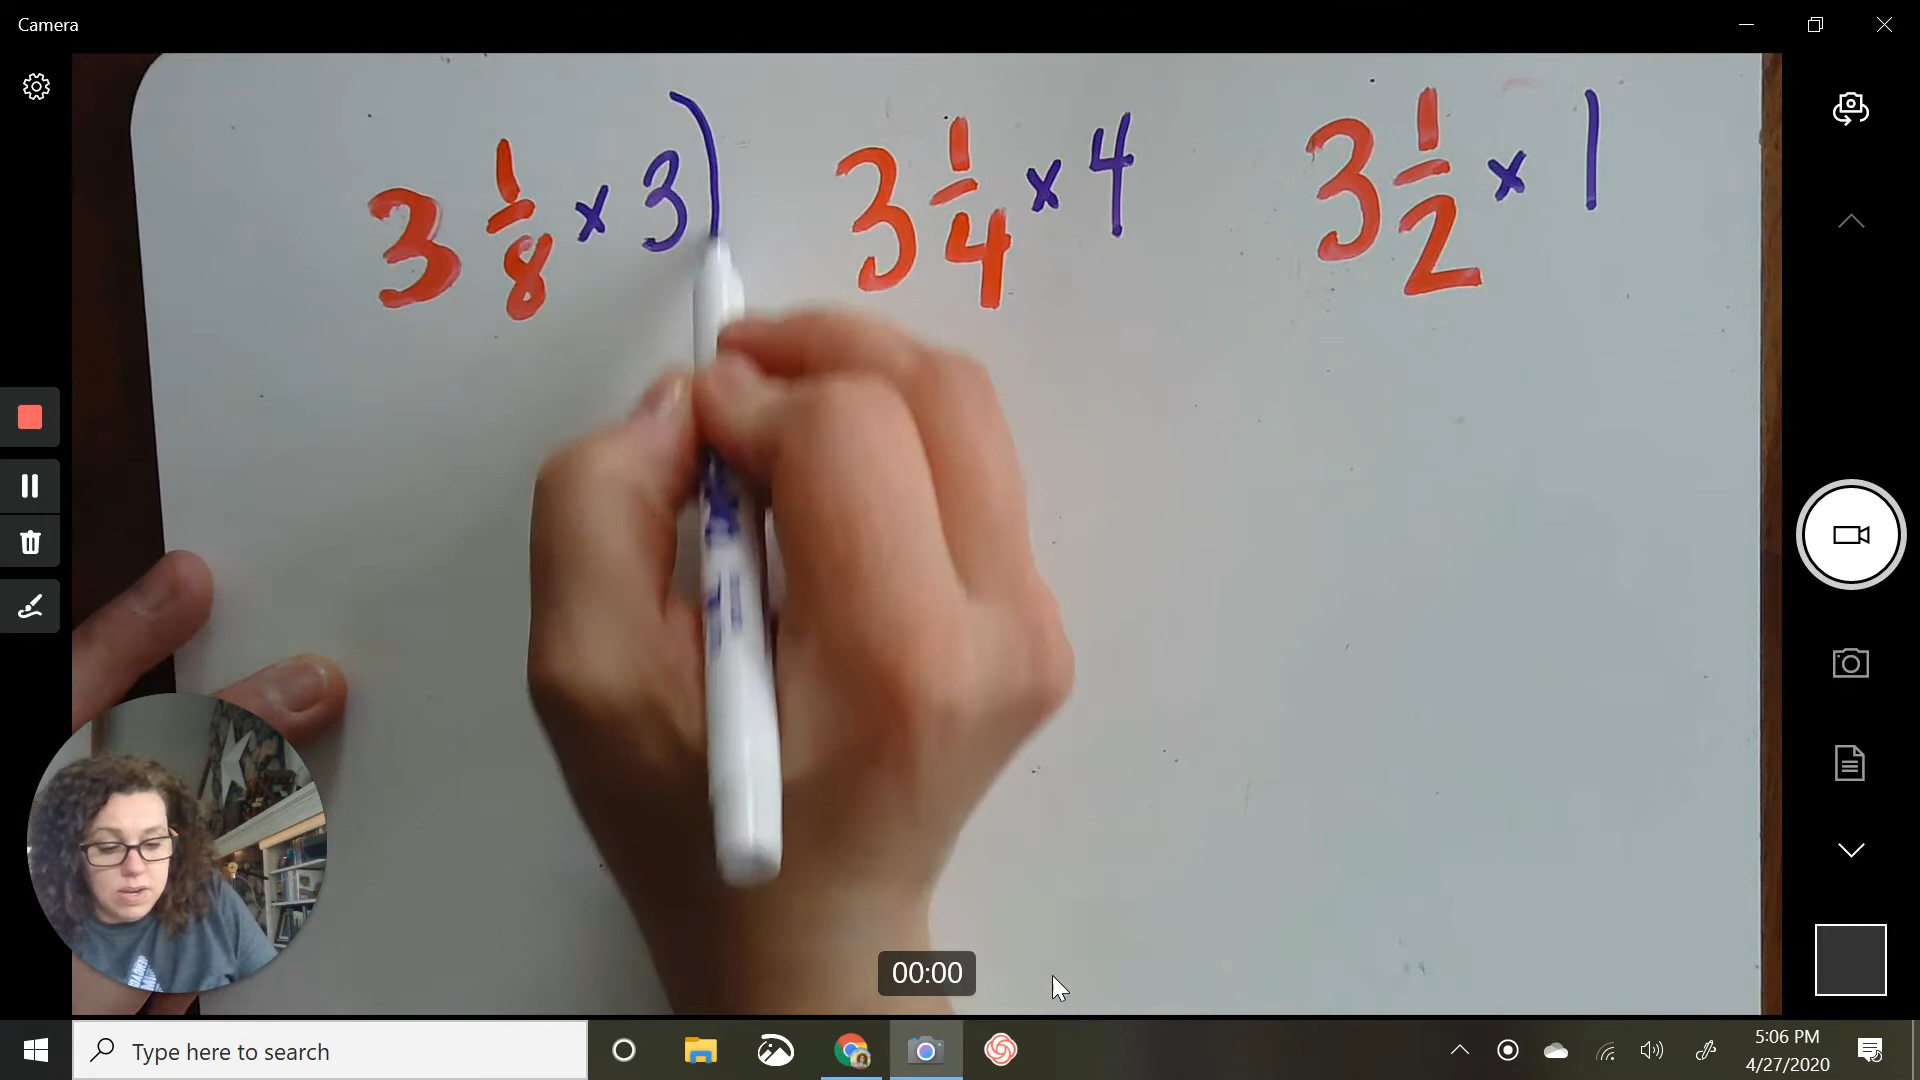 Camera
3 1/8 x 3) 3 1/4 x 4 3 1/2 x 1
00:00
Type here to search
5:06 PM
4/27/2020